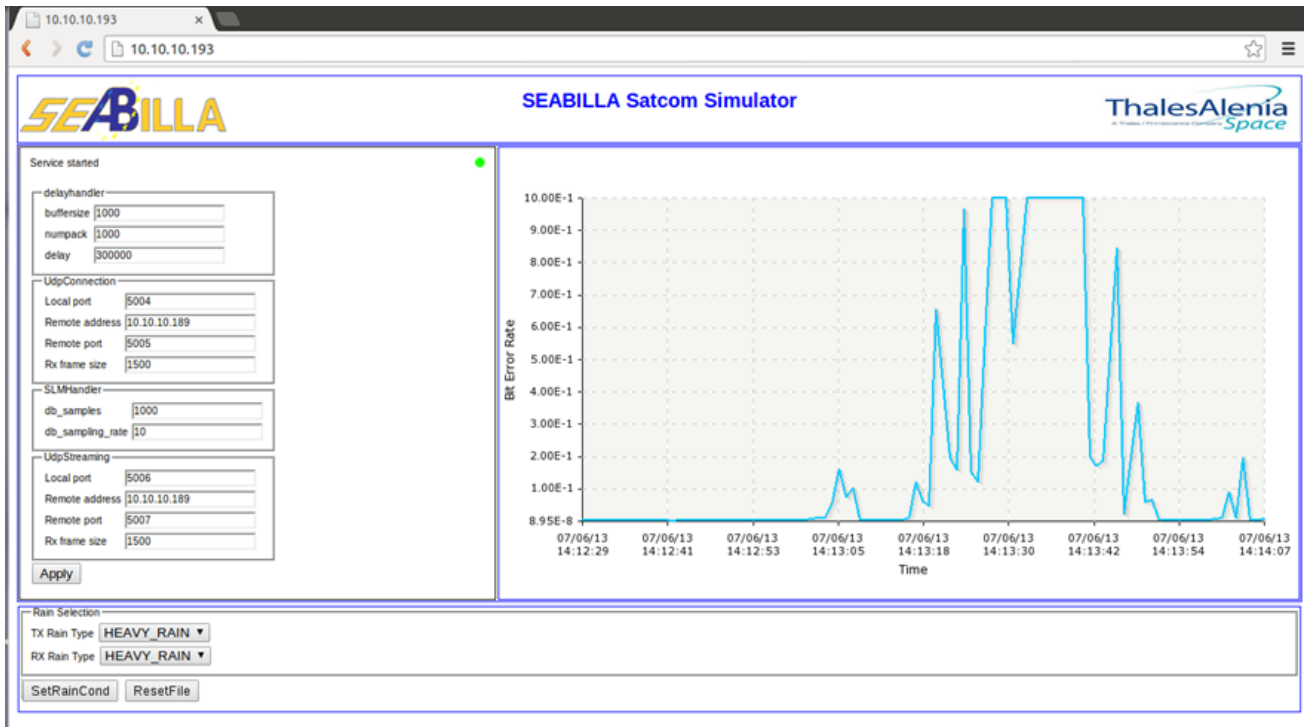 10.10.10.193 ×
10.10.10.193
SEABILLA
SEABILLA Satcom Simulator
ThalesAlenia
Space
Service started
delayhandler
buffersize 1000
numpack 1000
delay 300000
UdpConnection
Local port 5004
Remote address 10.10.10.189
Remote port 5005
Rx frame size 1500
SLMHandler
db_samples 1000
db_sampling_rate 10
UdpStreaming
Local port 5006
Remote address 10.10.10.189
Remote port 5007
Rx frame size 1500
Apply
10.00E-1
9.00E-1
8.00E-1
7.00E-1
6.00E-1
5.00E-1
4.00E-1
3.00E-1
2.00E-1
1.00E-1
8.95E-8
Bit Error Rate
07/06/13 07/06/13 07/06/13 07/06/13 07/06/13 07/06/13 07/06/13 07/06/13 07/06/13
14:12:29 14:12:41 14:12:53 14:13:05 14:13:18 14:13:30 14:13:42 14:13:54 14:14:07
Time
Rain Selection
TX Rain Type HEAVY_RAIN
RX Rain Type HEAVY_RAIN
SetRainCond ResetFile